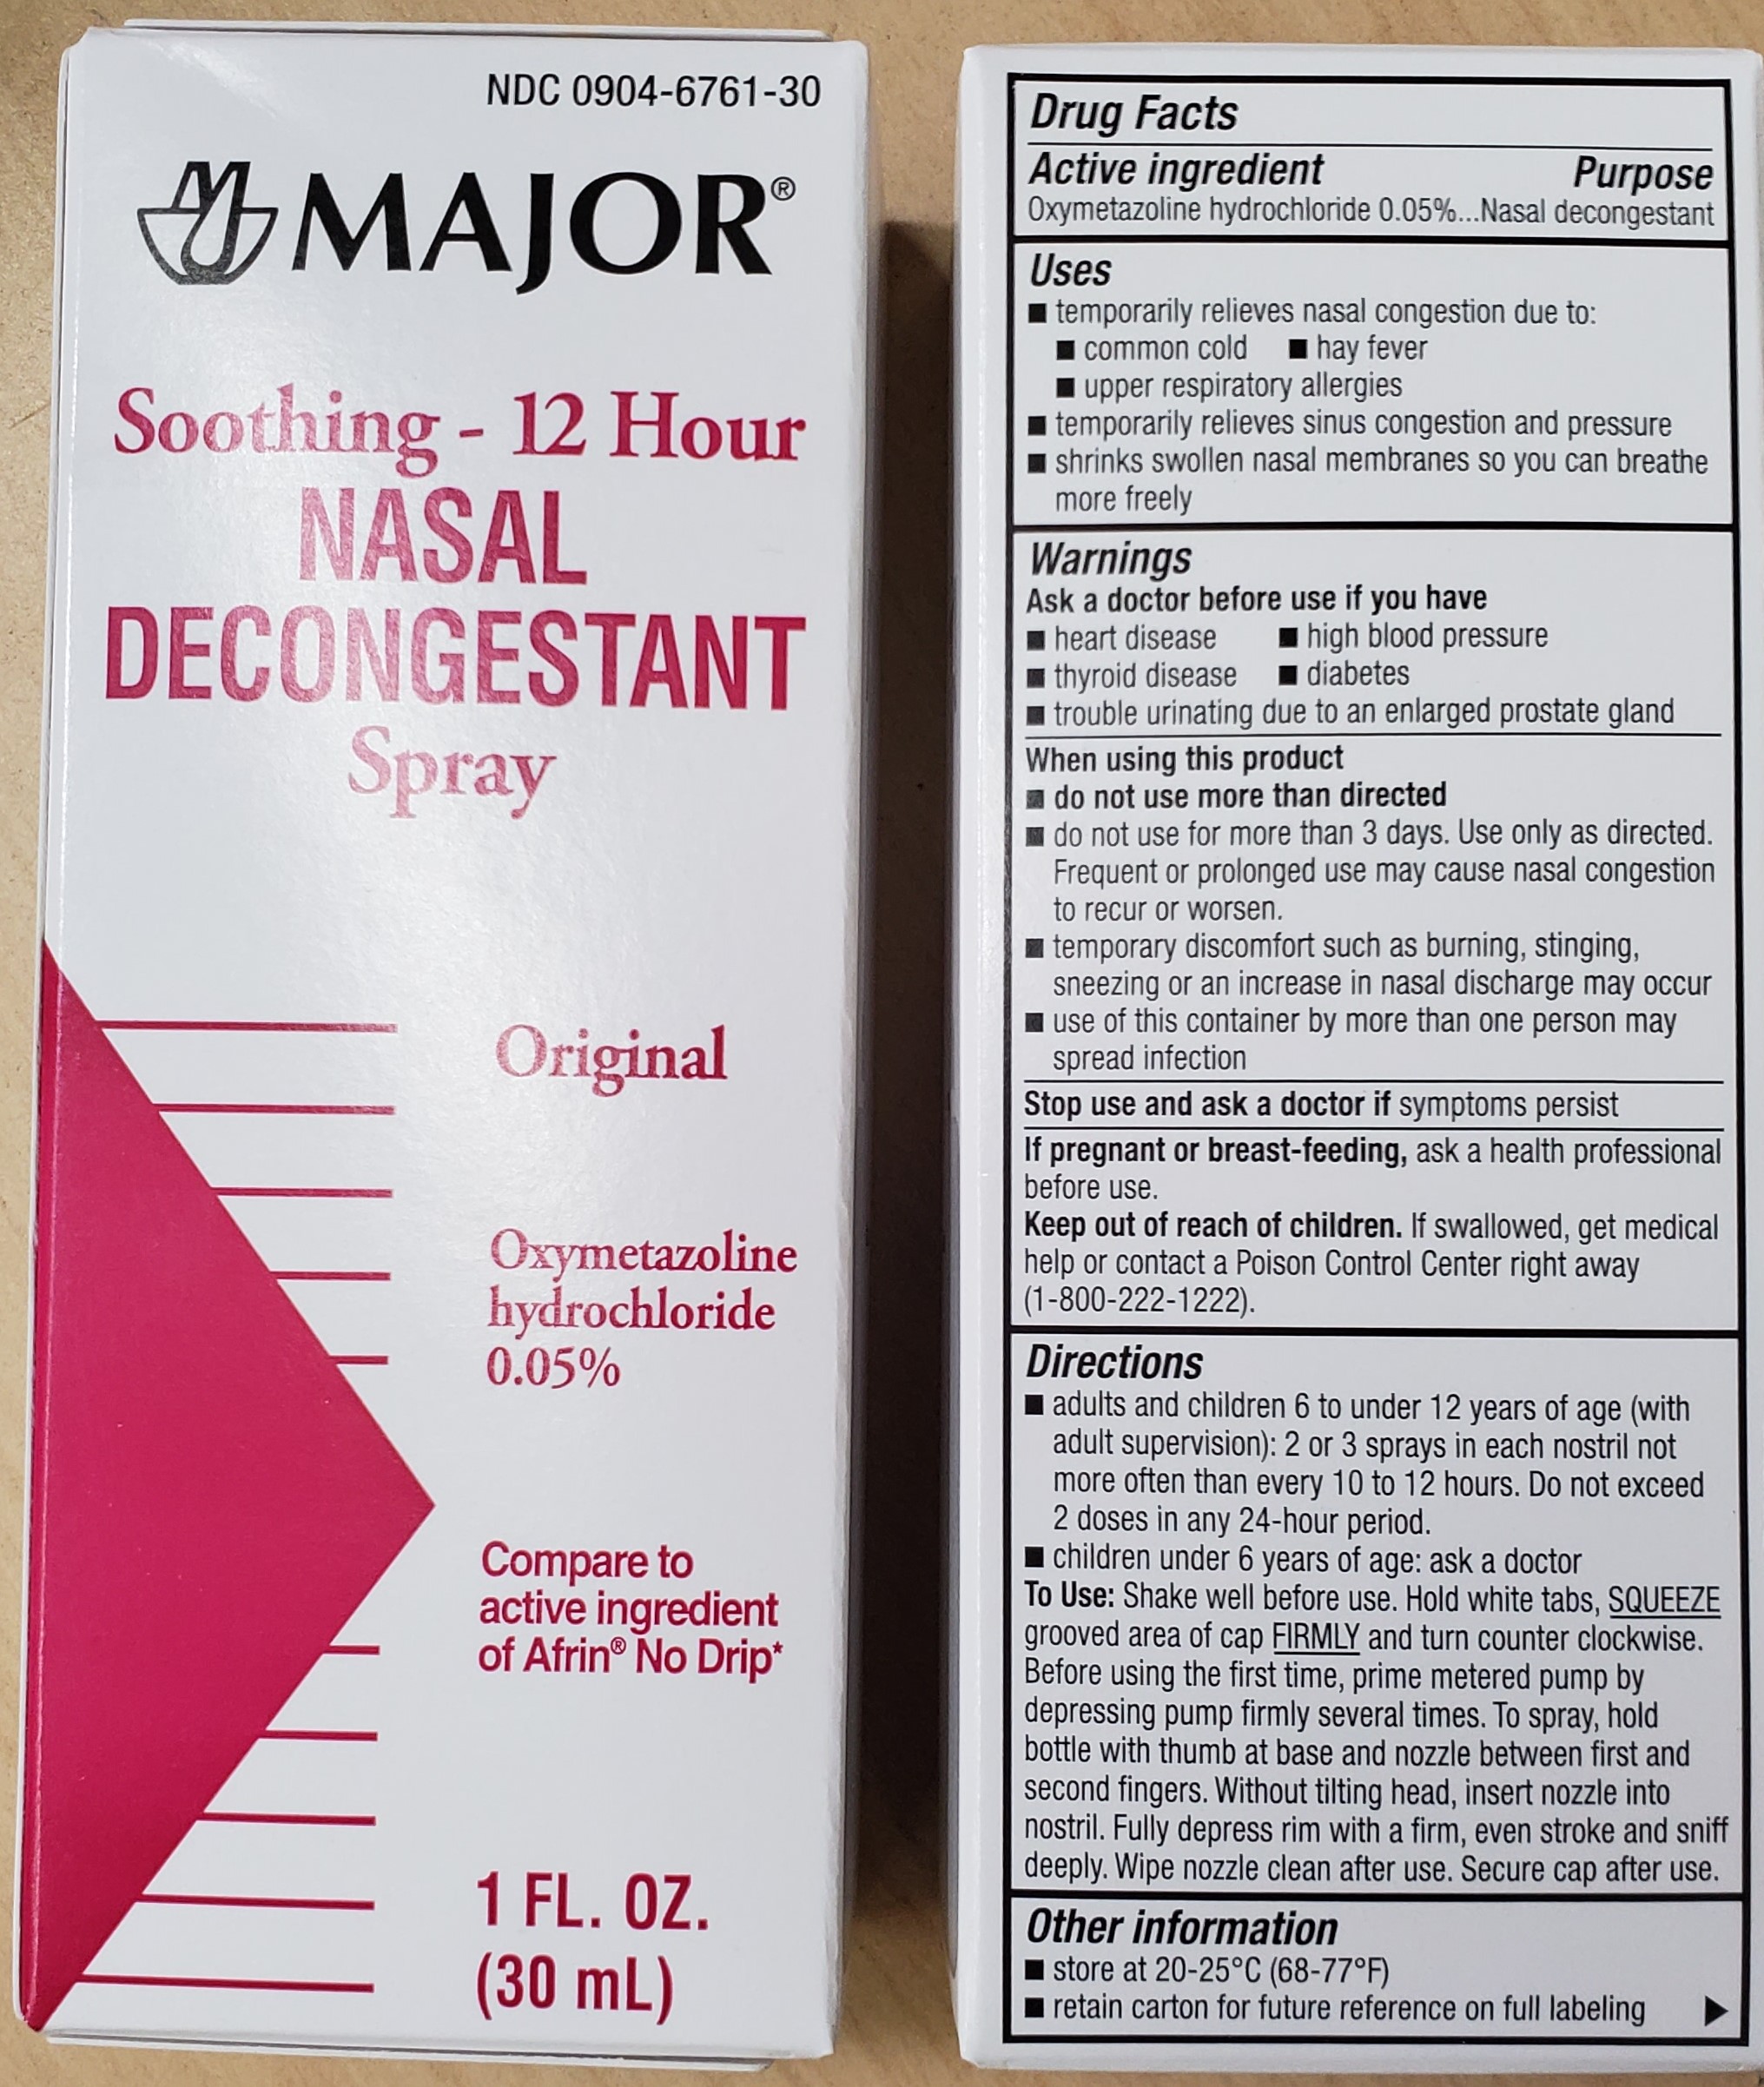 NDC 0904-6761-30
MAJOR®
Soothing - 12 Hour
NASAL
DECONGESTANT
Spray
Original
Oxymetazoline
hydrochloride
0.05%
Compare to
active ingredient
of Afrin® No Drip*
1 FL. OZ.
(30 mL)
Drug Facts
Active ingredient Purpose
Oxymetazoline hydrochloride 0.05%...Nasal decongestant
Uses
■ temporarily relieves nasal congestion due to:
■ common cold ■ hay fever
■ upper respiratory allergies
■ temporarily relieves sinus congestion and pressure
■ shrinks swollen nasal membranes so you can breathe
more freely
Warnings
Ask a doctor before use if you have
■ heart disease ■ high blood pressure
■ thyroid disease ■ diabetes
■ trouble urinating due to an enlarged prostate gland
When using this product
■ do not use more than directed
■ do not use for more than 3 days. Use only as directed.
Frequent or prolonged use may cause nasal congestion
to recur or worsen.
■ temporary discomfort such as burning, stinging,
sneezing or an increase in nasal discharge may occur
■ use of this container by more than one person may
spread infection
Stop use and ask a doctor if symptoms persist
If pregnant or breast-feeding, ask a health professional
before use.
Keep out of reach of children. If swallowed, get medical
help or contact a Poison Control Center right away
(1-800-222-1222).
Directions
■ adults and children 6 to under 12 years of age (with
adult supervision): 2 or 3 sprays in each nostril not
more often than every 10 to 12 hours. Do not exceed
2 doses in any 24-hour period.
■ children under 6 years of age: ask a doctor
To Use: Shake well before use. Hold white tabs, SQUEEZE
grooved area of cap FIRMLY and turn counter clockwise.
Before using the first time, prime metered pump by
depressing pump firmly several times. To spray, hold
bottle with thumb at base and nozzle between first and
second fingers. Without tilting head, insert nozzle into
nostril. Fully depress rim with a firm, even stroke and sniff
deeply. Wipe nozzle clean after use. Secure cap after use.
Other information
■ store at 20-25°C (68-77°F)
■ retain carton for future reference on full labeling